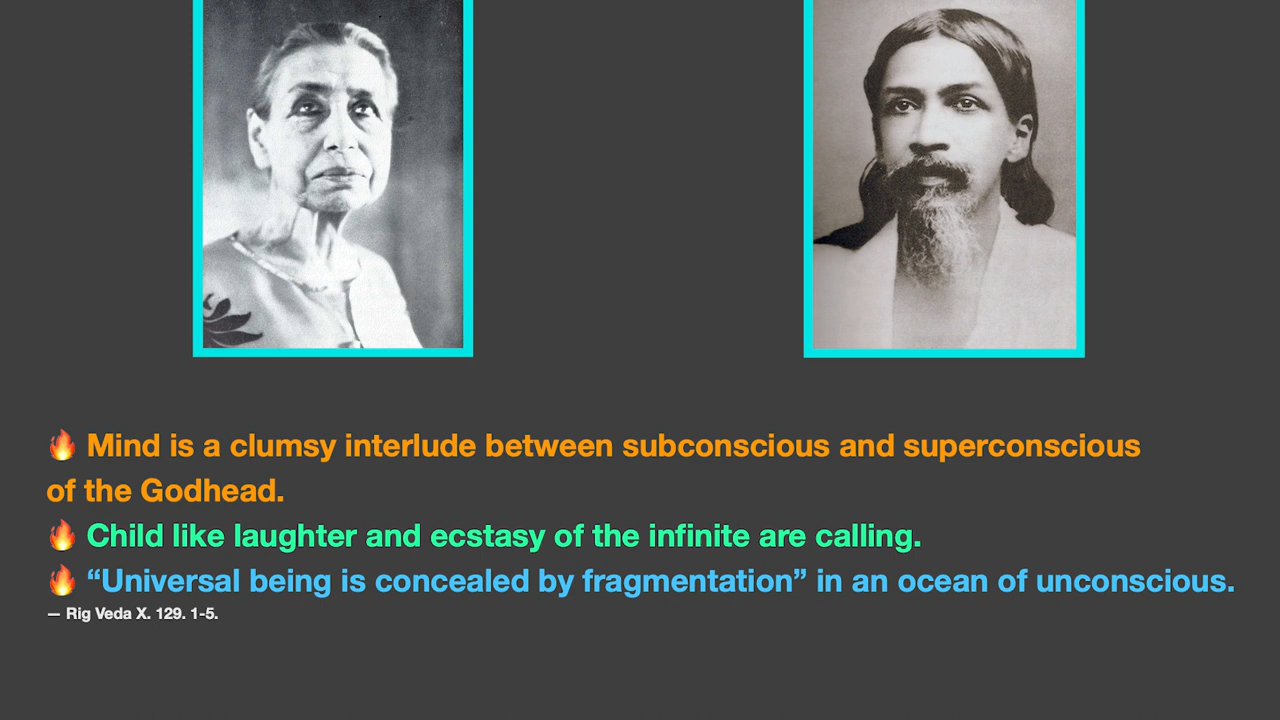 🔥 Mind is a clumsy interlude between subconscious and superconscious
of the Godhead.
🔥 Child like laughter and ecstasy of the infinite are calling.
🔥 “Universal being is concealed by fragmentation” in an ocean of unconscious.
— Rig Veda X. 129. 1-5.